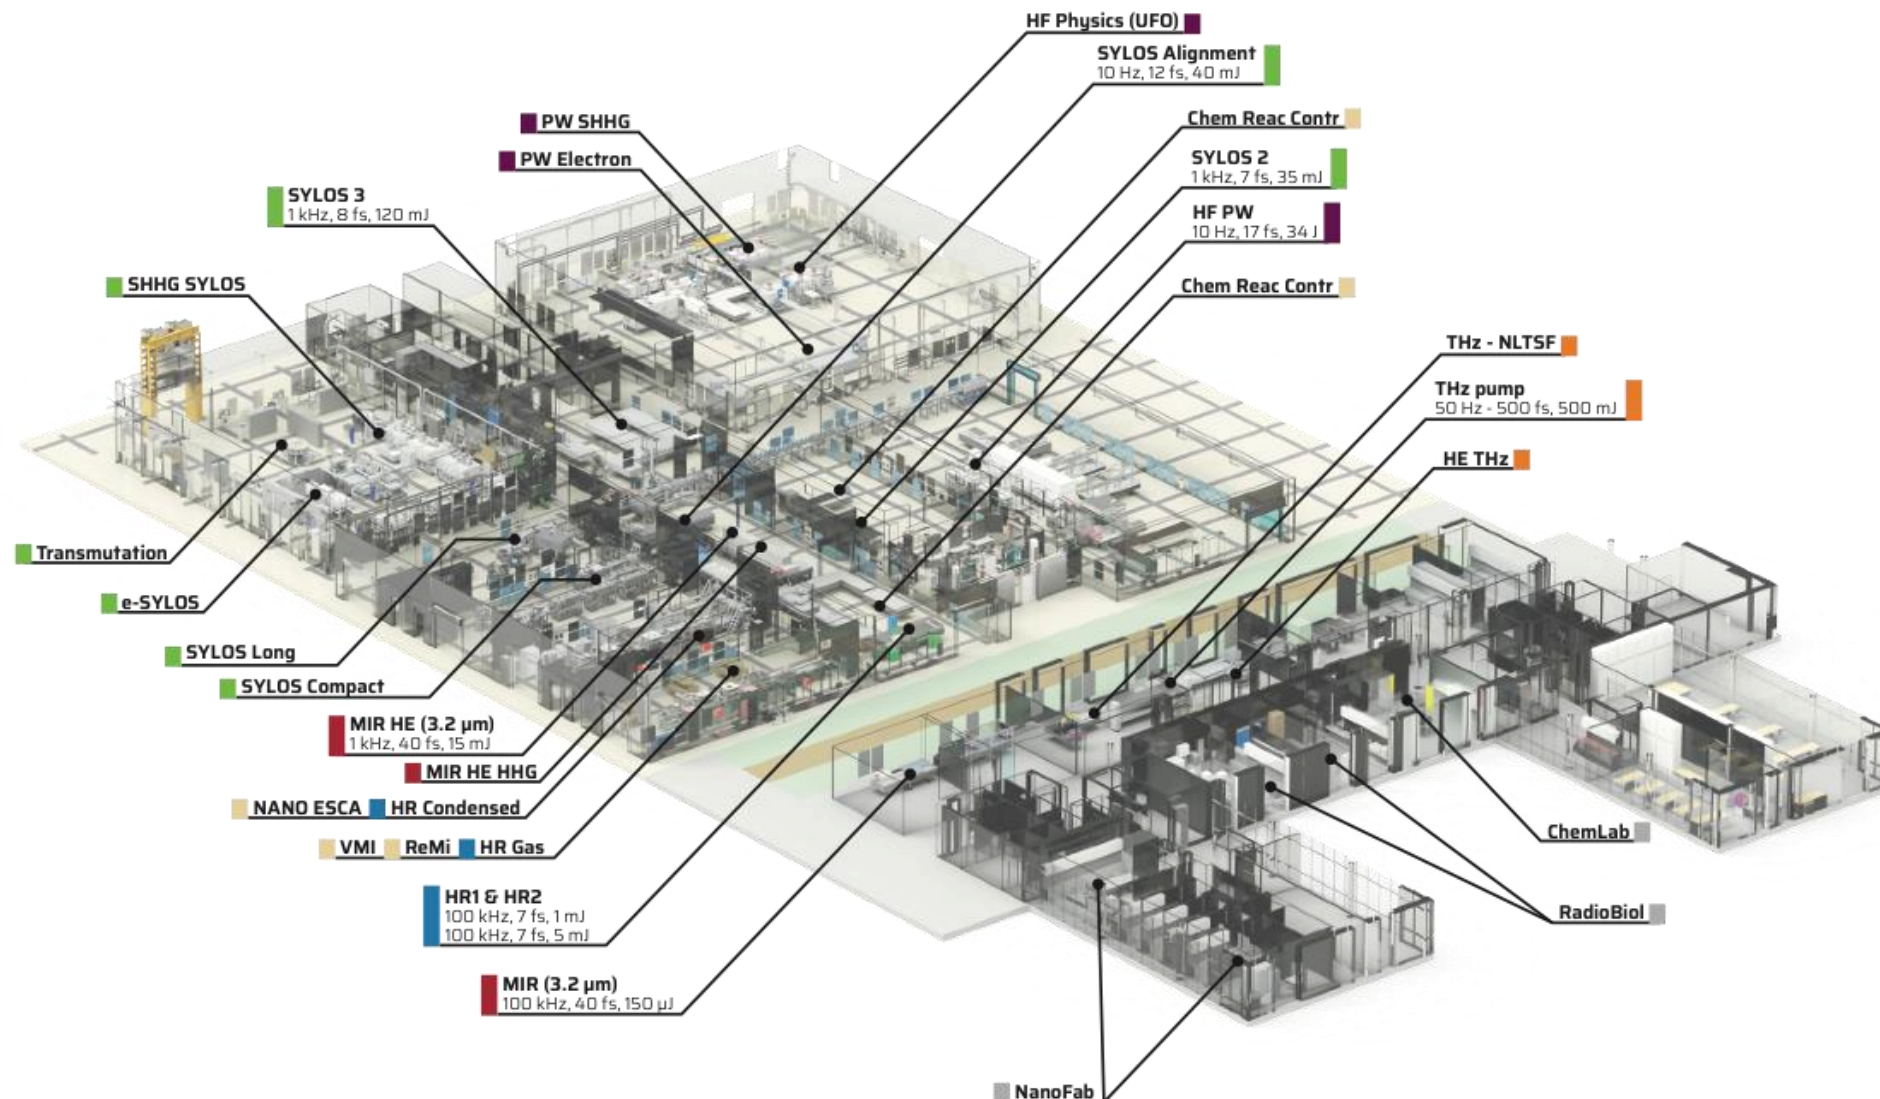 HF Physics (UFO)
SYLOS Alignment
10 Hz, 12 fs, 40 mJ
PW SHHG
Chem Reac Contr
PW Electron
SYLOS 2
1 kHz, 7 fs, 35 mJ
SYLOS 3
1 kHz, 8 fs, 120 mJ
HF PW
10 Hz, 17 fs, 34 J
SHHG SYLOS
Chem Reac Contr
THz - NLTSF
THz pump
50 Hz - 500 fs, 500 mJ
HE THz
Transmutation
e-SYLOS
SYLOS Long
SYLOS Compact
MIR HE (3.2 µm)
1 kHz, 40 fs, 15 mJ
MIR HE HHG
NANO ESCA HR Condensed
VMI ReMi HR Gas
ChemLab
HR1 & HR2
100 kHz, 7 fs, 1 mJ
100 kHz, 7 fs, 5 mJ
RadioBiol
MIR (3.2 µm)
100 kHz, 40 fs, 150 µJ
NanoFab